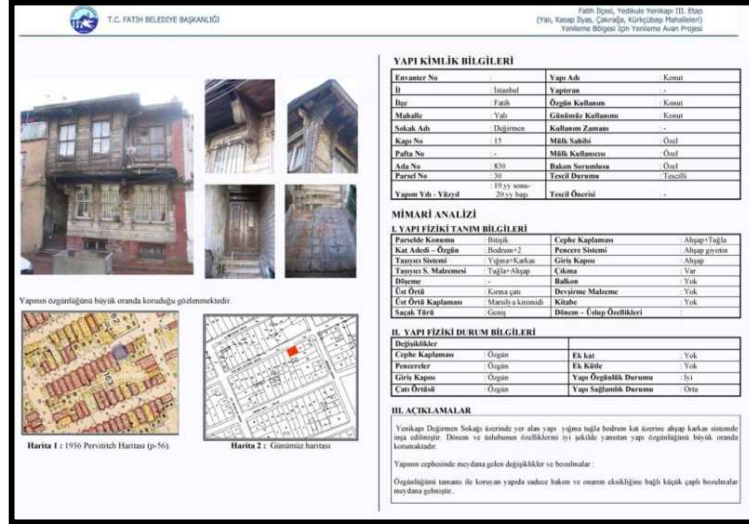 T.C. FATİH BELEDİYE BAŞKANLIĞI
Fatih İlçesi, Yedikule Yenikapı III. Etap
(Yalı, Kasap İlyas, Çakırağa, Kürkçübaşı Mahalleleri)
Yenileme Bölgesi İçin Yenileme Avan Projesi
Yapının özgünlüğünü büyük oranda koruduğu gözlenmektedir.
Harita 1 : 1936 Pervititch Haritası (p-56).
Harita 2 : Günümüz haritası
YAPI KİMLİK BİLGİLERİ
Envanter No : Yapı Adı : Konut
İl : İstanbul Yaptıran : -
İlçe : Fatih Özgün Kullanım : Konut
Mahalle : Yalı Günümüz Kullanımı : Konut
Sokak Adı : Değirmen Kullanım Zamanı : -
Kapı No : 15 Mülk Sahibi : Özel
Pafta No : - Mülk Kullanıcısı : Özel
Ada No : 830 Bakım Sorumlusu : Özel
Parsel No : 30 Tescil Durumu : Tescilli
Yapım Yılı - Yüzyıl : 19.yy sonu-
20.yy başı Tescil Önerisi : -
MİMARİ ANALİZİ
I. YAPI FİZİKİ TANIM BİLGİLERİ
Parselde Konumu : Bitişik Cephe Kaplaması : Ahşap+Tuğla
Kat Adedi – Özgün : Bodrum+2 Pencere Sistemi : Ahşap giyotin
Taşıyıcı Sistemi : Yığma+Karkas Giriş Kapısı : Ahşap
Taşıyıcı S. Malzemesi : Tuğla+Ahşap Çıkma : Var
Döşeme : - Balkon : Yok
Üst Örtü : Kırma çatı Devşirme Malzeme : Yok
Üst Örtü Kaplaması : Marsilya kiremidi Kitabe : Yok
Saçak Türü : Geniş Dönem – Üslup Özellikleri :
II. YAPI FİZİKİ DURUM BİLGİLERİ
Değişiklikler
Cephe Kaplaması : Özgün Ek kat : Yok
Pencereler : Özgün Ek Kütle : Yok
Giriş Kapısı : Özgün Yapı Özgünlük Durumu : İyi
Çatı Örtüsü : Özgün Yapı Sağlamlık Durumu : Orta
III. AÇIKLAMALAR
Yenikapı Değirmen Sokağı üzerinde yer alan yapı yığma tuğla bodrum kat üzerine ahşap karkas sistemde
inşa edilmiştir. Dönem ve üslubunun özelliklerini iyi şekilde yansıtan yapı özgünlüğünü büyük oranda
korumaktadır.
Yapının cephesinde meydana gelen değişiklikler ve bozulmalar :
Özgünlüğünü tamamı ile koruyan yapıda sadece bakım ve onarım eksikliğine bağlı küçük çaplı bozulmalar
meydana gelmiştir.